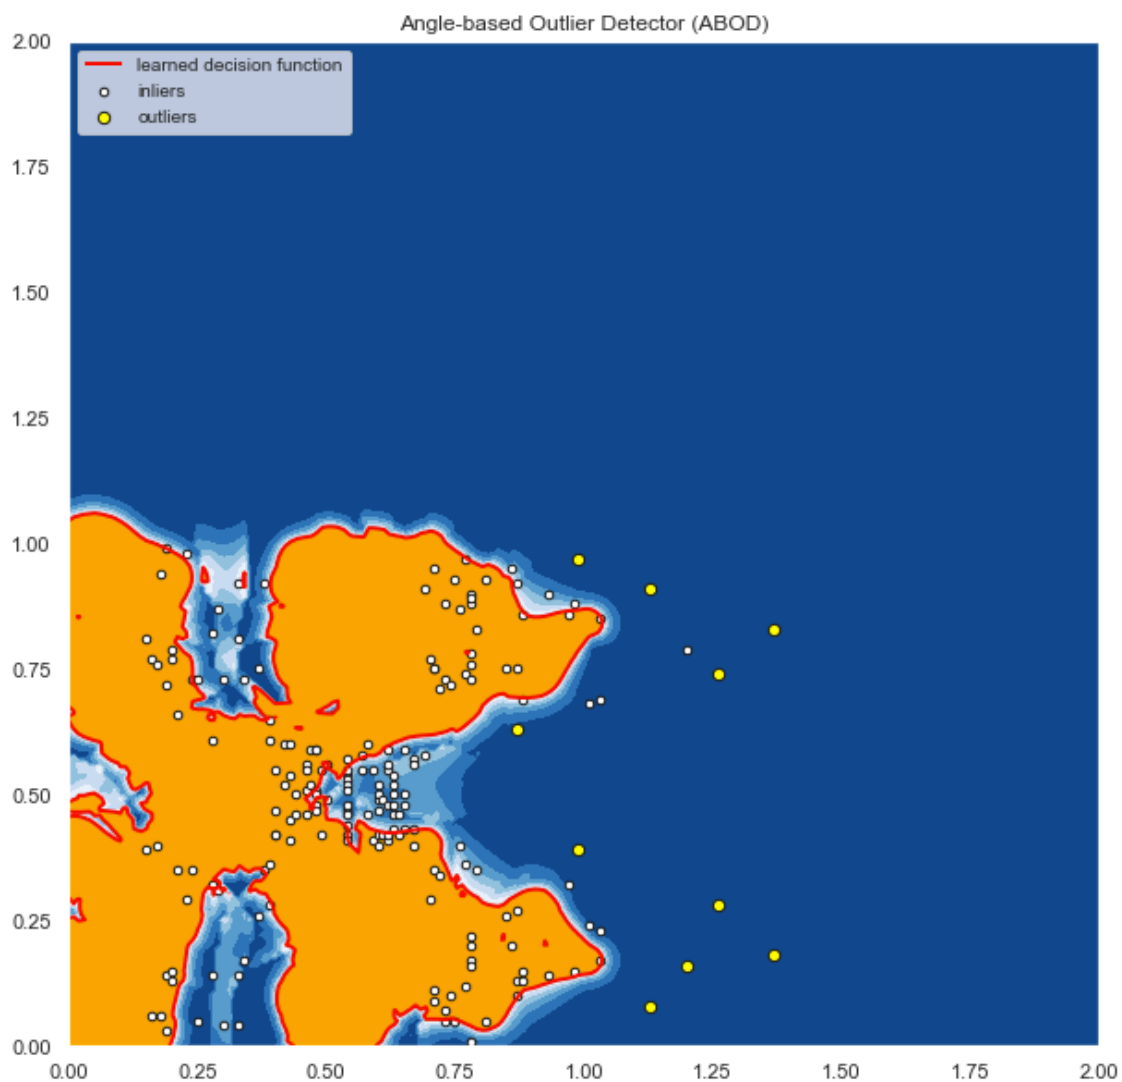 Angle-based Outlier Detector (ABOD)
2.00
learned decision function
inliers
outliers
1.75
1.50
1.25
1.00
0.75
0.50
0.25
0.00
0.00 0.25 0.50 0.75 1.00 1.25 1.50 1.75 2.00